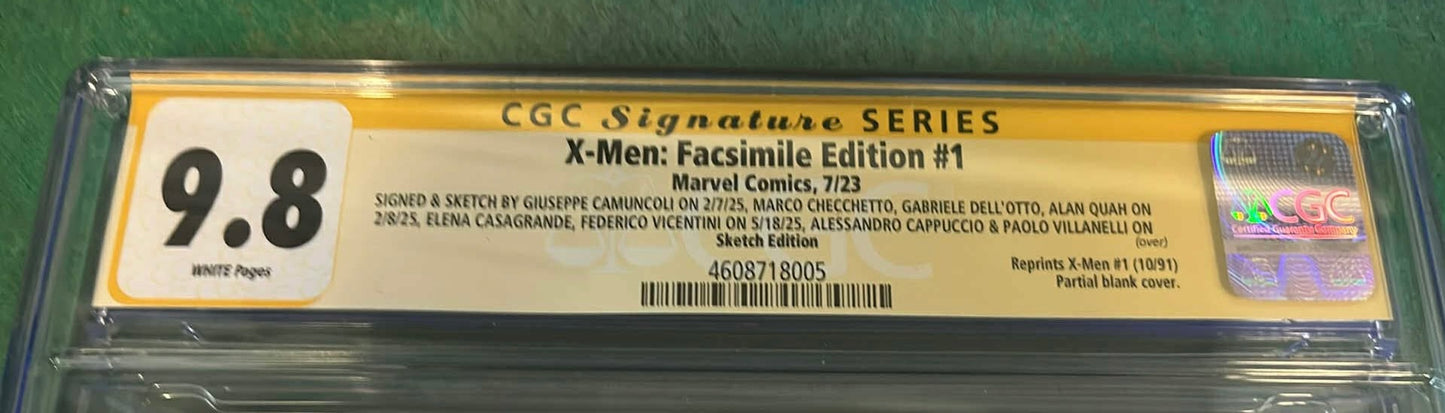 CGC Signature SERIES
X-Men: Facsimile Edition #1
Marvel Comics, 7/23
SIGNED & SKETCH BY GIUSEPPE CAMUNCOLI ON 2/7/25, MARCO CHECCHETTO, GABRIELE DELL'OTTO, ALAN QUAH ON
2/8/25, ELENA CASAGRANDE, FEDERICO VICENTINI ON 5/18/25, ALESSANDRO CAPPUCCIO & PAOLO VILLANELLI ON
Sketch Edition
(over)
9.8
WHITE Pages
4608718005
Reprints X-Men #1 (10/91)
Partial blank cover.
CGC
CGC
Certified Guaranty Company